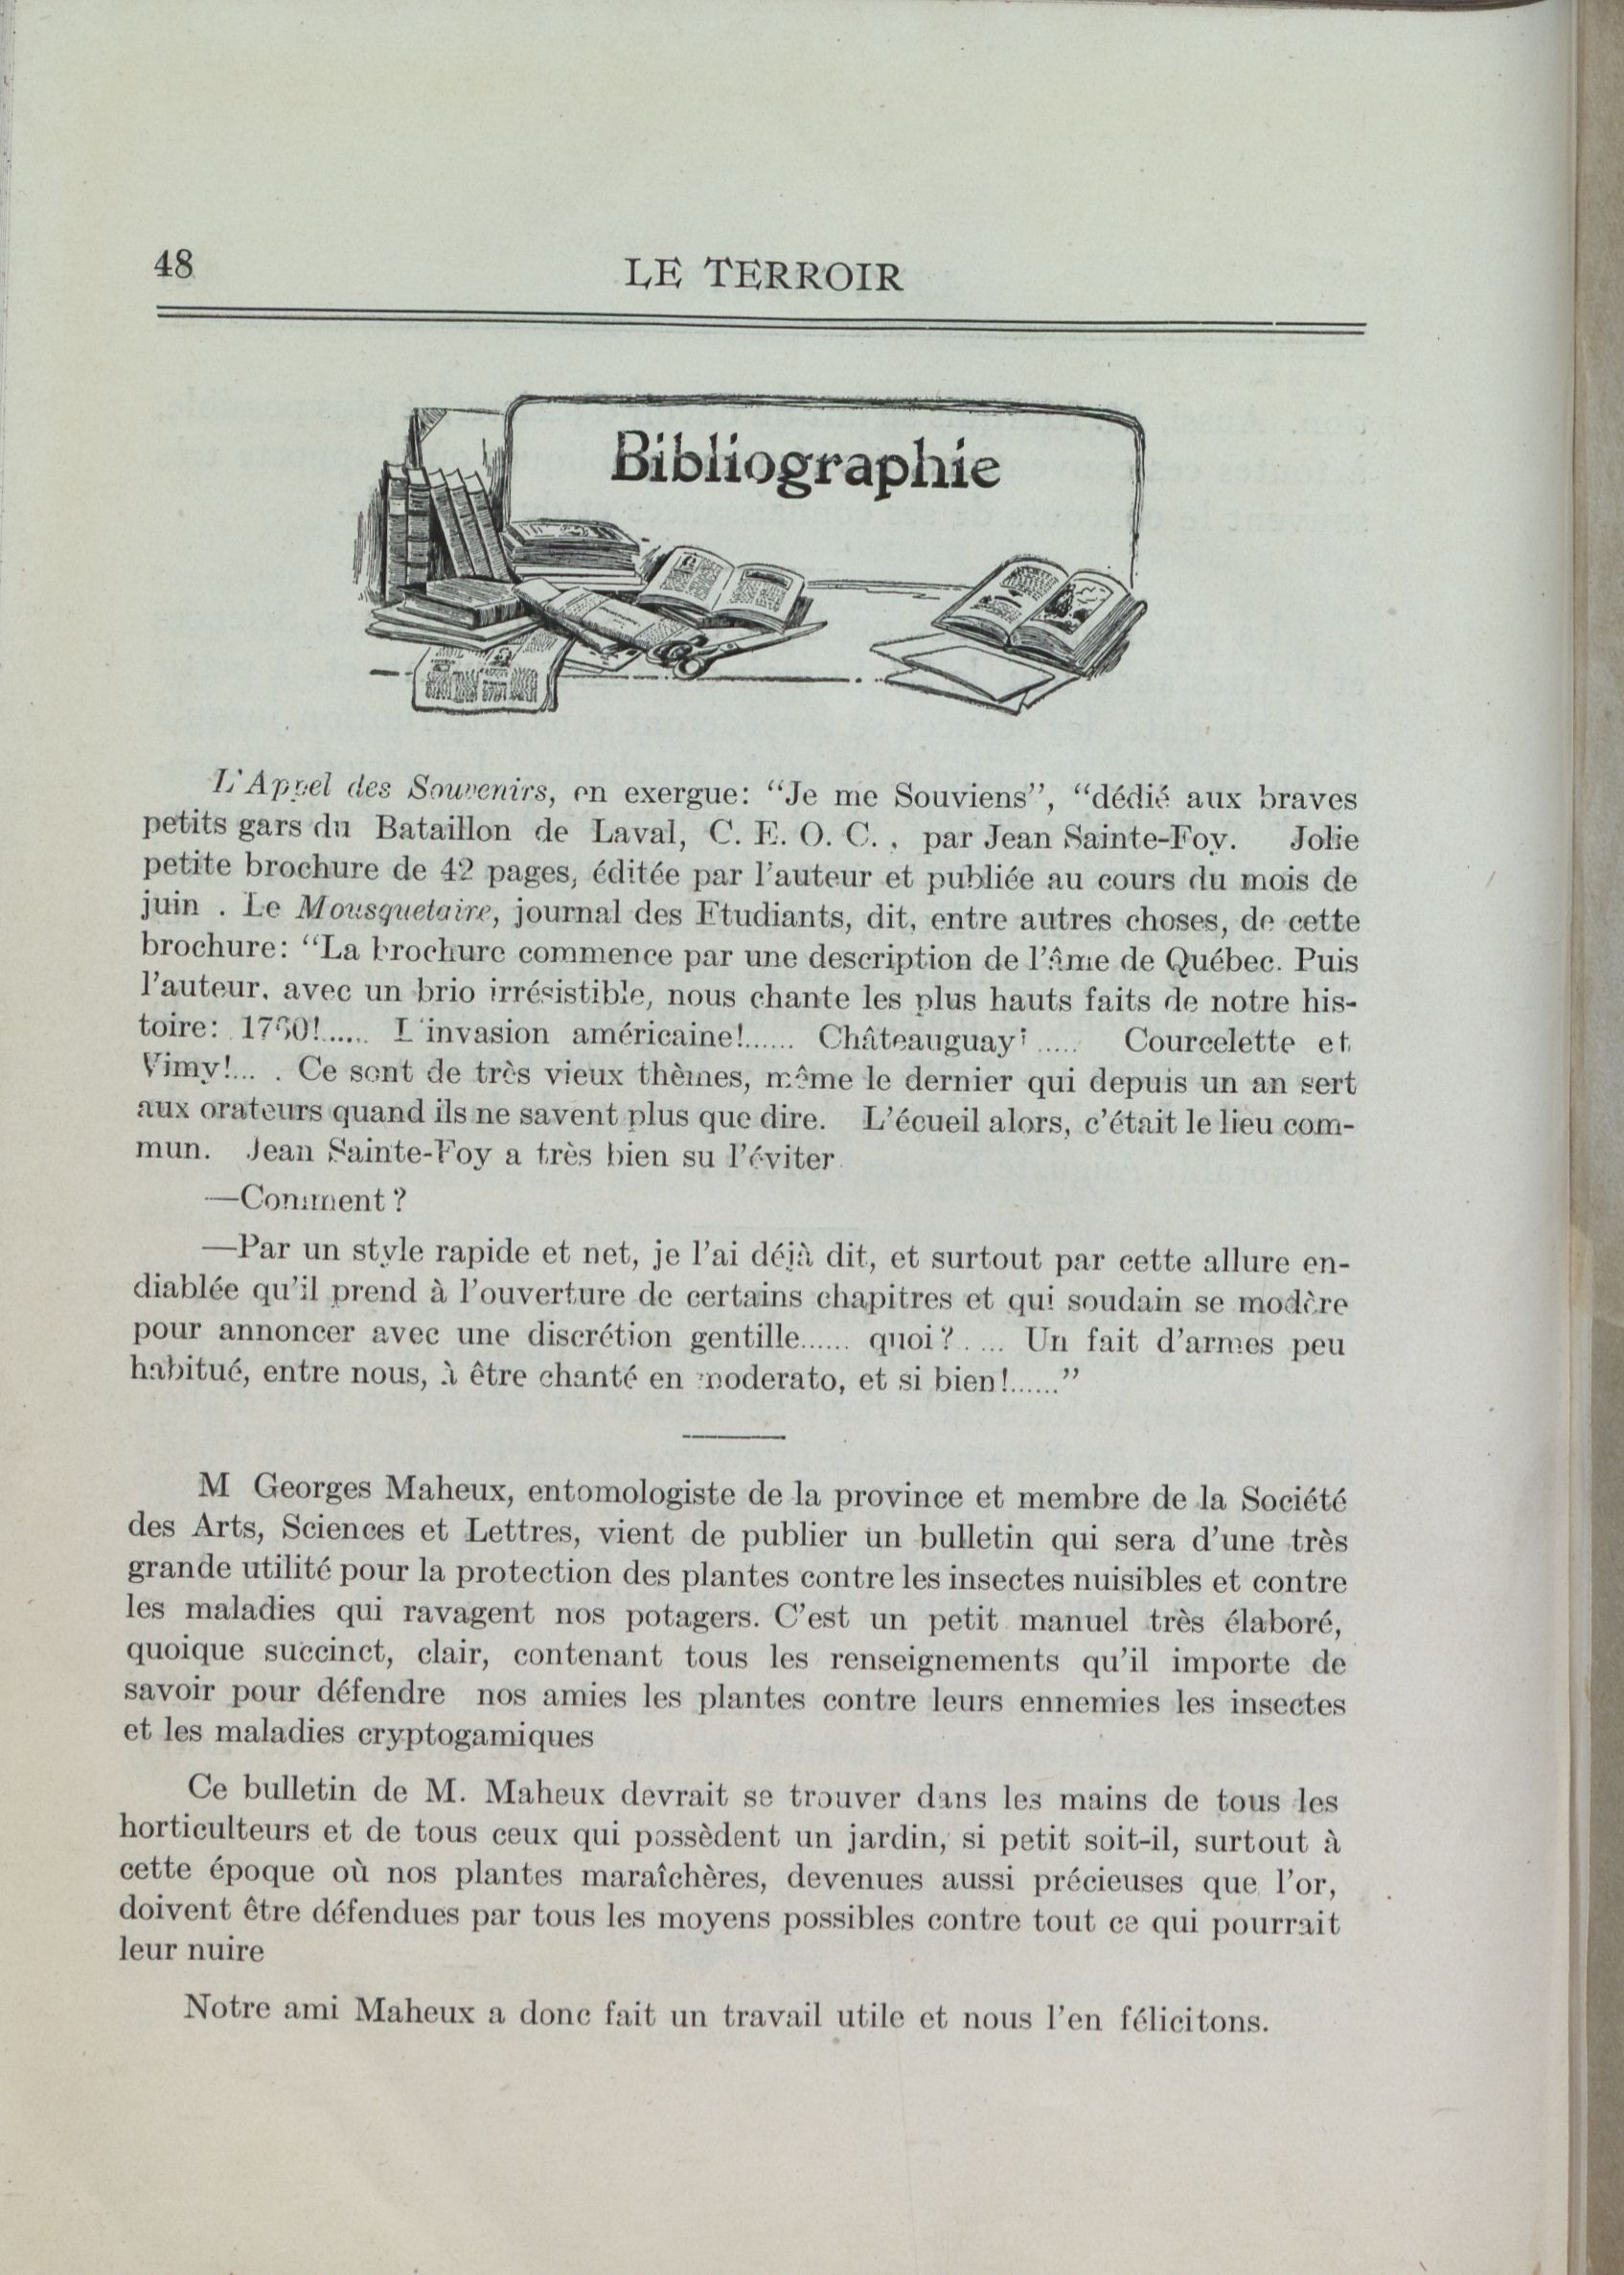 48
LE TERROIR
Bibliographie
L'Appel des Souvenirs, en exergue: “Je me Souviens”, “dédié aux braves
petits gars du Bataillon de Laval, C. E. O. C. , par Jean Sainte-Foy. Jolie
petite brochure de 42 pages, éditée par l'auteur et publiée au cours du mois de
juin . Le Mousquetaire, journal des Etudiants, dit, entre autres choses, de cette
brochure: “La brochure commence par une description de l'âme de Québec. Puis
l'auteur, avec un brio irrésistible, nous chante les plus hauts faits de notre his-
toire: 1760!..... L'invasion américaine!...... Châteauguay! ..... Courcelette et
Vimy!... . Ce sont de très vieux thèmes, même le dernier qui depuis un an sert
aux orateurs quand ils ne savent plus que dire. L'écueil alors, c'était le lieu com-
mun. Jean Sainte-Foy a très bien su l'éviter.
—Comment ?
—Par un style rapide et net, je l'ai déjà dit, et surtout par cette allure en-
diablée qu'il prend à l'ouverture de certains chapitres et qui soudain se modère
pour annoncer avec une discrétion gentille...... quoi ? . ... Un fait d'armes peu
habitué, entre nous, à être chanté en moderato, et si bien!......”
M Georges Maheux, entomologiste de la province et membre de la Société
des Arts, Sciences et Lettres, vient de publier un bulletin qui sera d'une très
grande utilité pour la protection des plantes contre les insectes nuisibles et contre
les maladies qui ravagent nos potagers. C'est un petit manuel très élaboré,
quoique succinct, clair, contenant tous les renseignements qu'il importe de
savoir pour défendre nos amies les plantes contre leurs ennemies les insectes
et les maladies cryptogamiques
Ce bulletin de M. Maheux devrait se trouver dans les mains de tous les
horticulteurs et de tous ceux qui possèdent un jardin, si petit soit-il, surtout à
cette époque où nos plantes maraîchères, devenues aussi précieuses que l'or,
doivent être défendues par tous les moyens possibles contre tout ce qui pourrait
leur nuire
Notre ami Maheux a donc fait un travail utile et nous l'en félicitons.